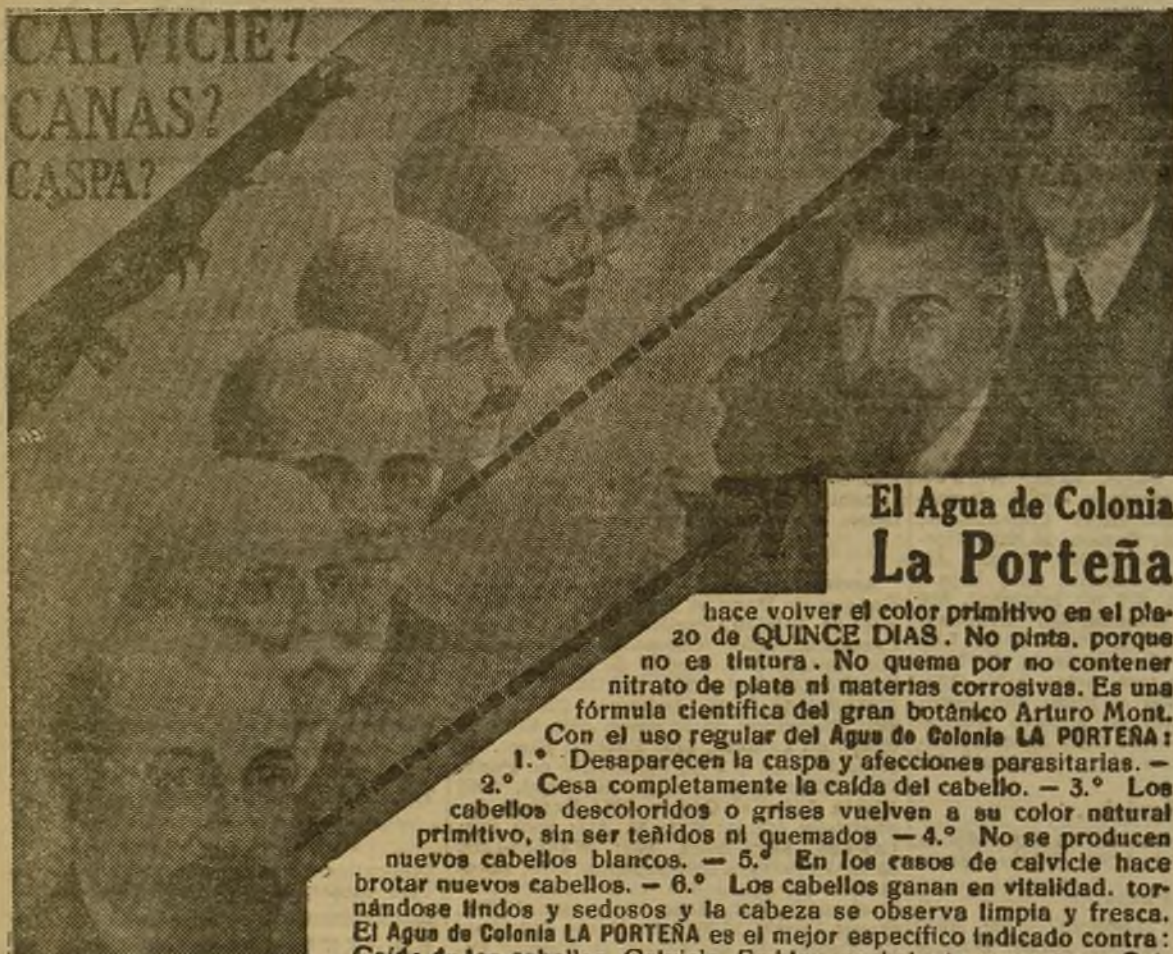 CALVICIE?
CANAS?
CASPA?
El Agua de Colonia
La Porteña
hace volver el color primitivo en el pla-
zo de QUINCE DIAS. No pinta. porque
no es tintura. No quema por no contener
nitrato de plata ni materias corrosivas. Es una
fórmula científica del gran botánico Arturo Mont.
Con el uso regular del Agua de Colonia LA PORTEÑA:
1.° Desaparecen la caspa y afecciones parasitarias. —
2.° Cesa completamente la caída del cabello. — 3.° Los
cabellos descoloridos o grises vuelven a su color natural
primitivo, sin ser teñidos ni quemados — 4.° No se producen
nuevos cabellos blancos. — 5.° En los casos de calvicie hace
brotar nuevos cabellos. — 6.° Los cabellos ganan en vitalidad. tor-
nándose lindos y sedosos y la cabeza se observa limpia y fresca.
El Agua de Colonia LA PORTEÑA es el mejor específico indicado contra: